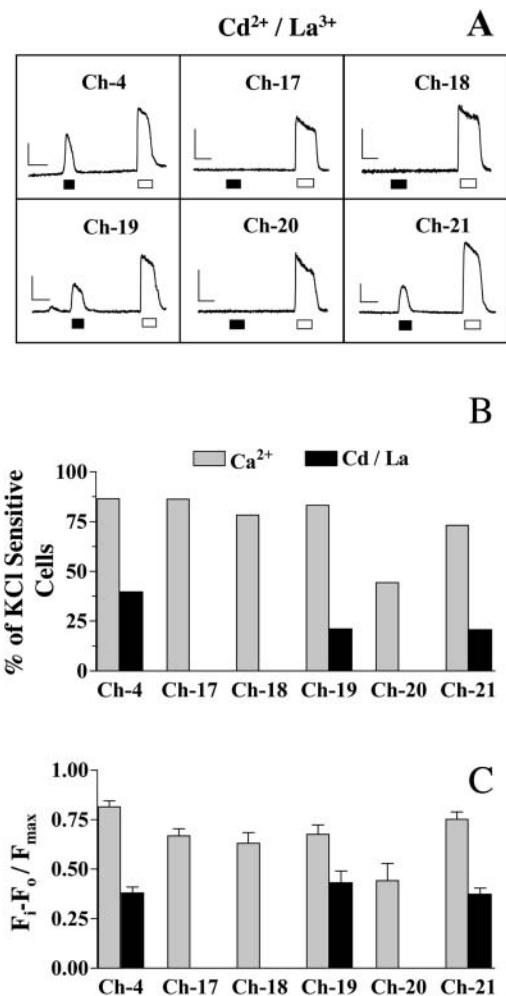 Cd²⁺ / La³⁺ A
Ch-4 Ch-17 Ch-18
Ch-19 Ch-20 Ch-21
B
Ca²⁺ Cd / La
% of KCl Sensitive
Cells
100
75
50
25
0
Ch-4 Ch-17 Ch-18 Ch-19 Ch-20 Ch-21
C
Fᵢ-Fₒ / Fₘₐₓ
1.00
0.75
0.50
0.25
0.00
Ch-4 Ch-17 Ch-18 Ch-19 Ch-20 Ch-21